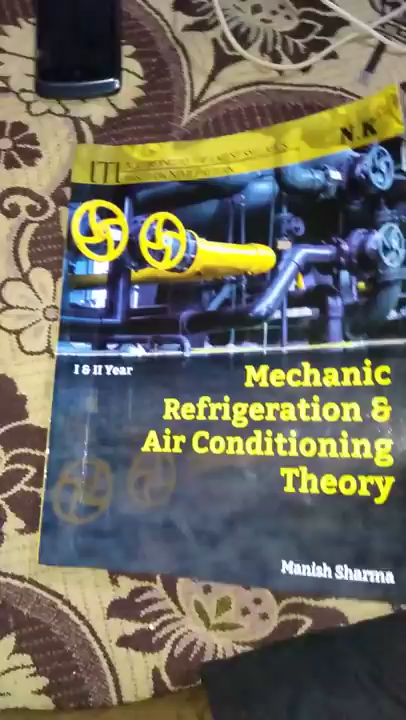 N.K
ITI
I & II Year
Mechanic
Refrigeration &
Air Conditioning
Theory
Manish Sharma